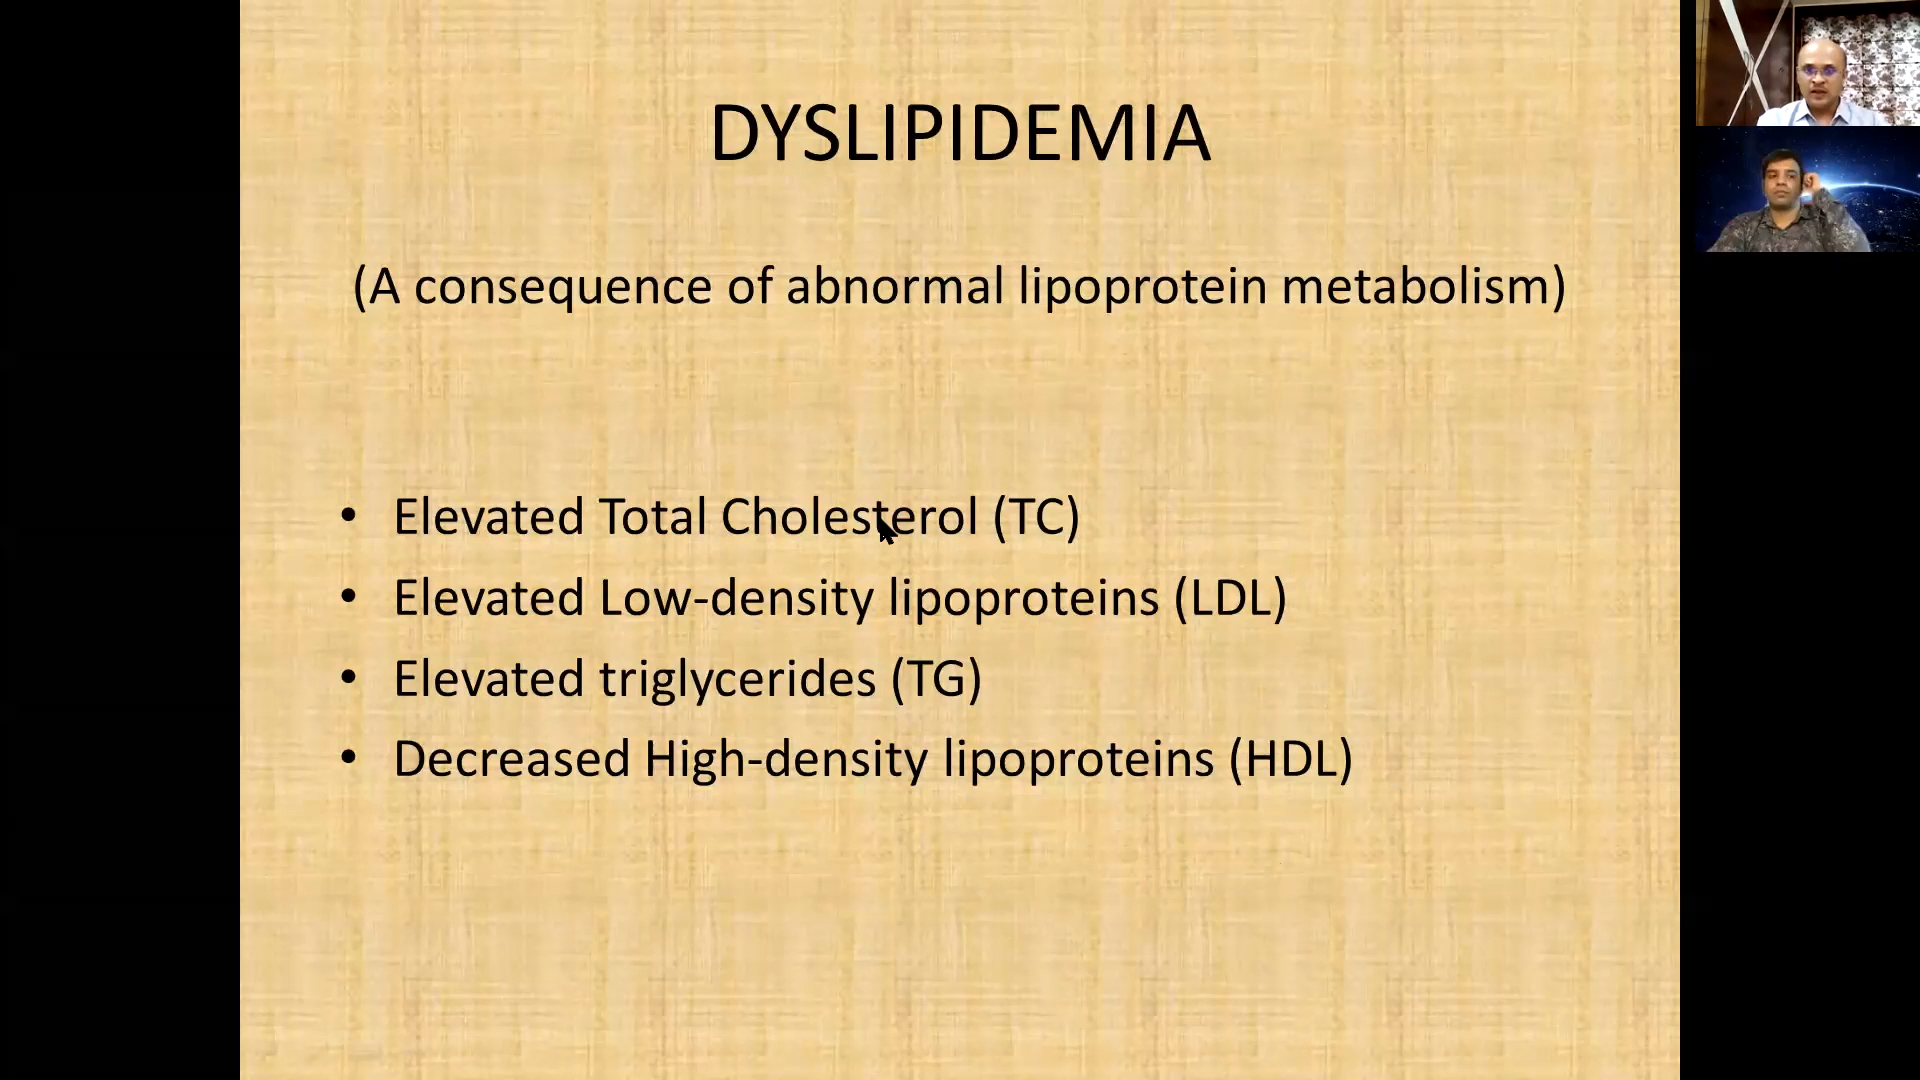 DYSLIPIDEMIA
(A consequence of abnormal lipoprotein metabolism)
• Elevated Total Cholesterol (TC)
• Elevated Low-density lipoproteins (LDL)
• Elevated triglycerides (TG)
• Decreased High-density lipoproteins (HDL)